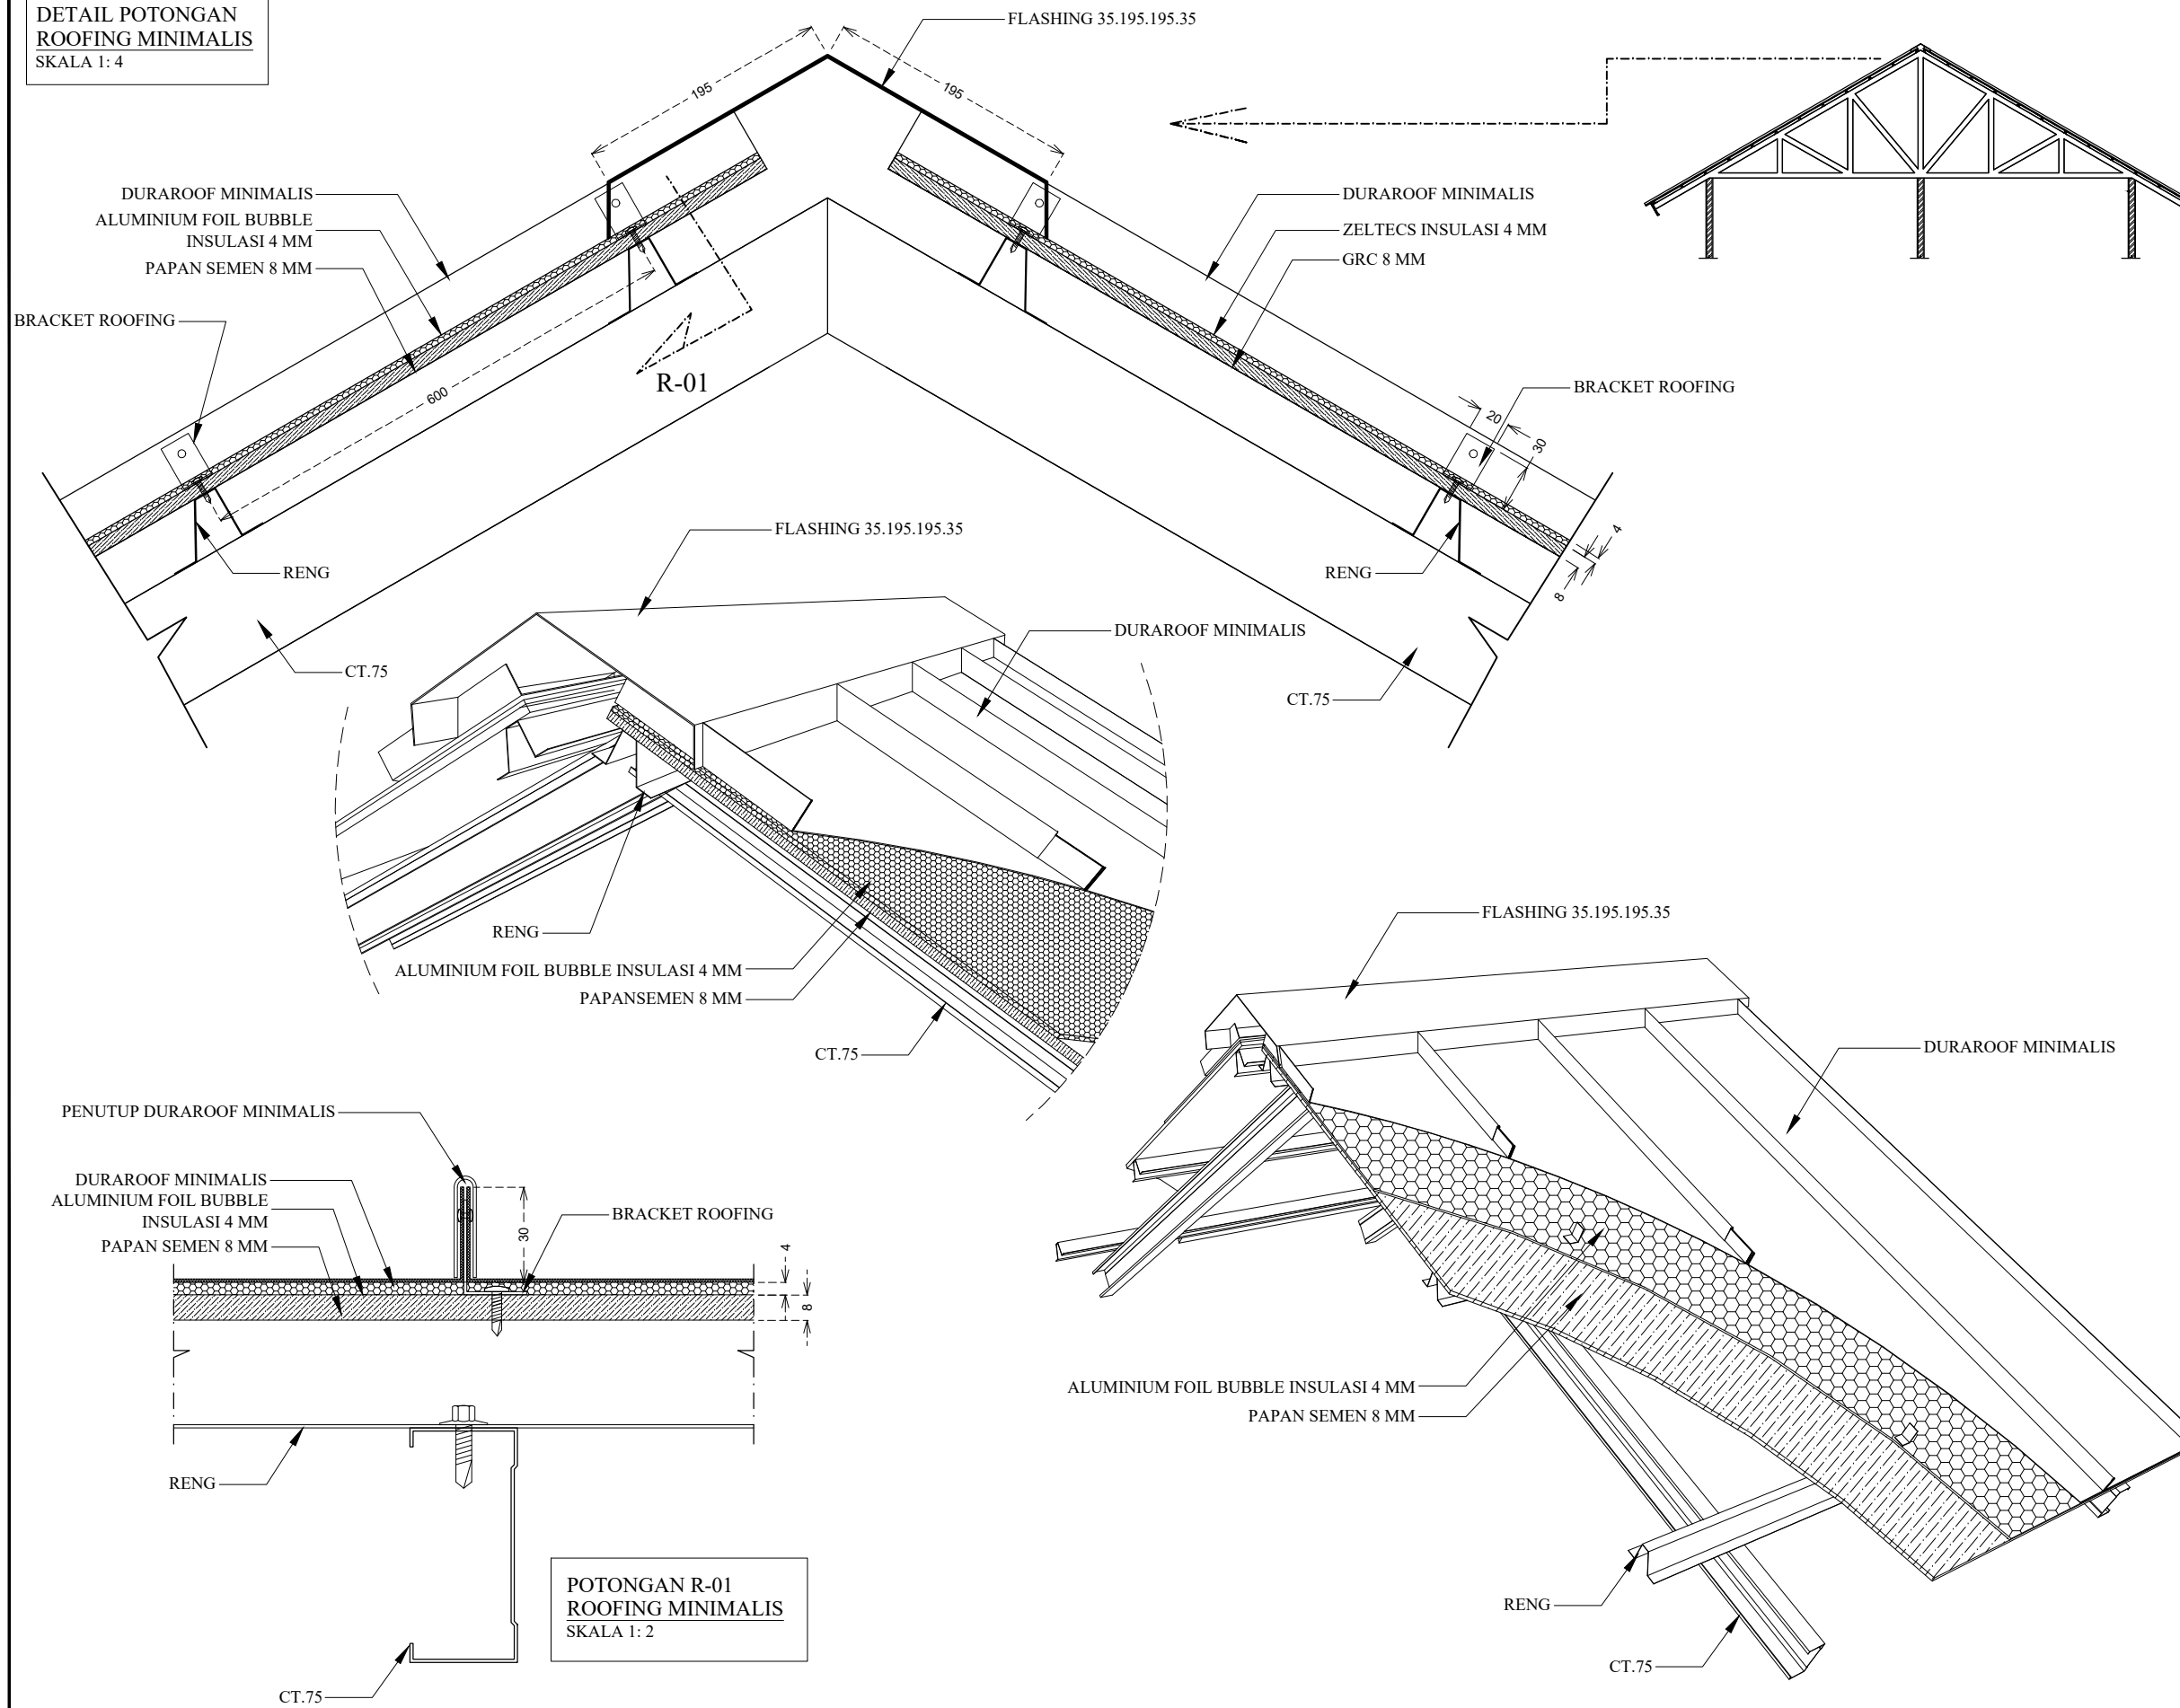 DETAIL POTONGAN
ROOFING MINIMALIS
SKALA 1: 4
FLASHING 35.195.195.35
195
195
DURAROOF MINIMALIS
ALUMINIUM FOIL BUBBLE
INSULASI 4 MM
PAPAN SEMEN 8 MM
BRACKET ROOFING
DURAROOF MINIMALIS
ZELTECS INSULASI 4 MM
GRC 8 MM
BRACKET ROOFING
R-01
600
20
30
4
8
RENG
RENG
CT.75
CT.75
FLASHING 35.195.195.35
DURAROOF MINIMALIS
RENG
ALUMINIUM FOIL BUBBLE INSULASI 4 MM
PAPANSEMEN 8 MM
CT.75
FLASHING 35.195.195.35
DURAROOF MINIMALIS
ALUMINIUM FOIL BUBBLE INSULASI 4 MM
PAPAN SEMEN 8 MM
RENG
CT.75
PENUTUP DURAROOF MINIMALIS
DURAROOF MINIMALIS
ALUMINIUM FOIL BUBBLE
INSULASI 4 MM
PAPAN SEMEN 8 MM
BRACKET ROOFING
30
4
8
RENG
CT.75
POTONGAN R-01
ROOFING MINIMALIS
SKALA 1: 2